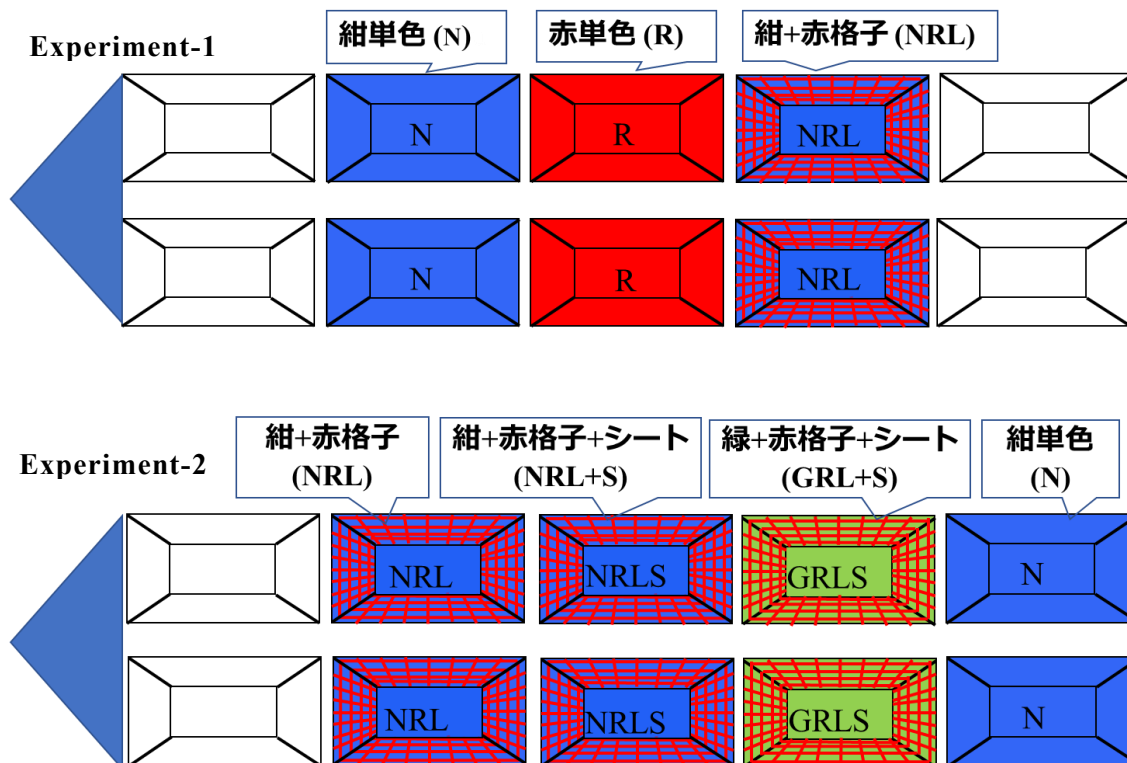 Experiment-1
紺単色 (N)
赤単色 (R)
紺+赤格子 (NRL)
N
R
NRL
N
R
NRL
Experiment-2
紺+赤格子
(NRL)
紺+赤格子+シート
(NRL+S)
緑+赤格子+シート
(GRL+S)
紺単色
(N)
NRL
NRLS
GRLS
N
NRL
NRLS
GRLS
N